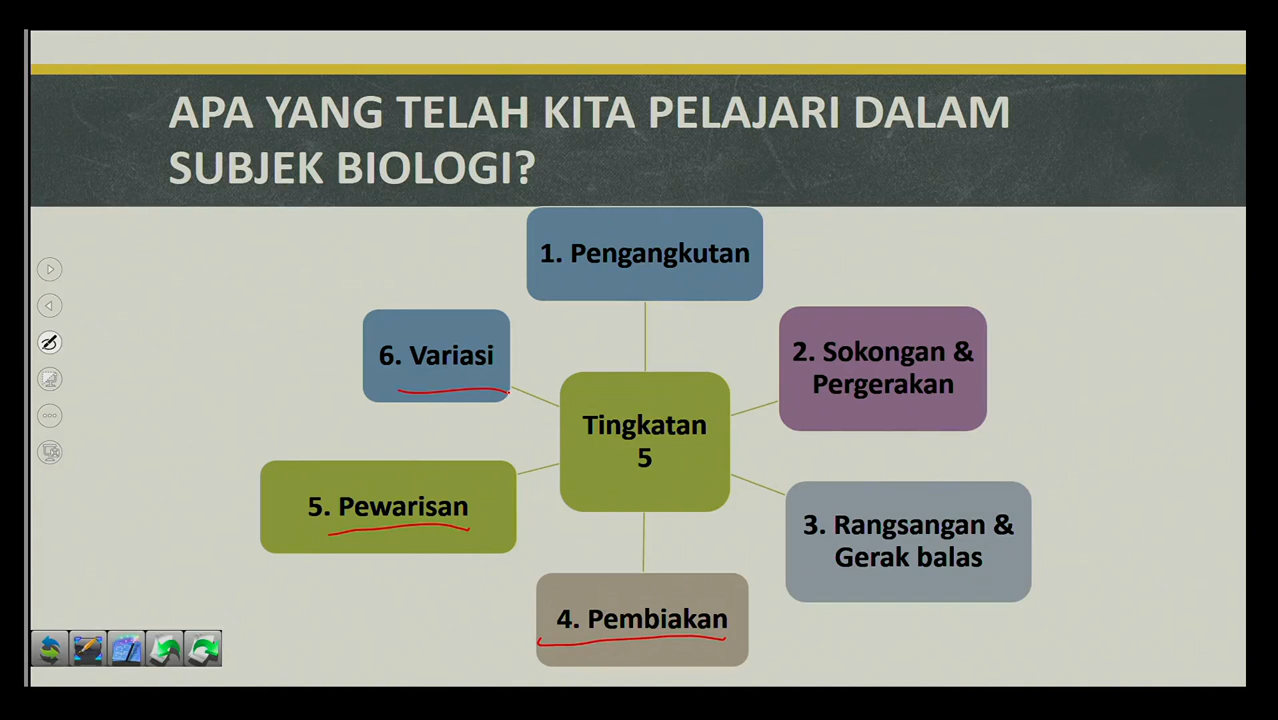 APA YANG TELAH KITA PELAJARI DALAM
SUBJEK BIOLOGI?
1. Pengangkutan
2. Sokongan &
Pergerakan
3. Rangsangan &
Gerak balas
4. Pembiakan
5. Pewarisan
6. Variasi
Tingkatan
5